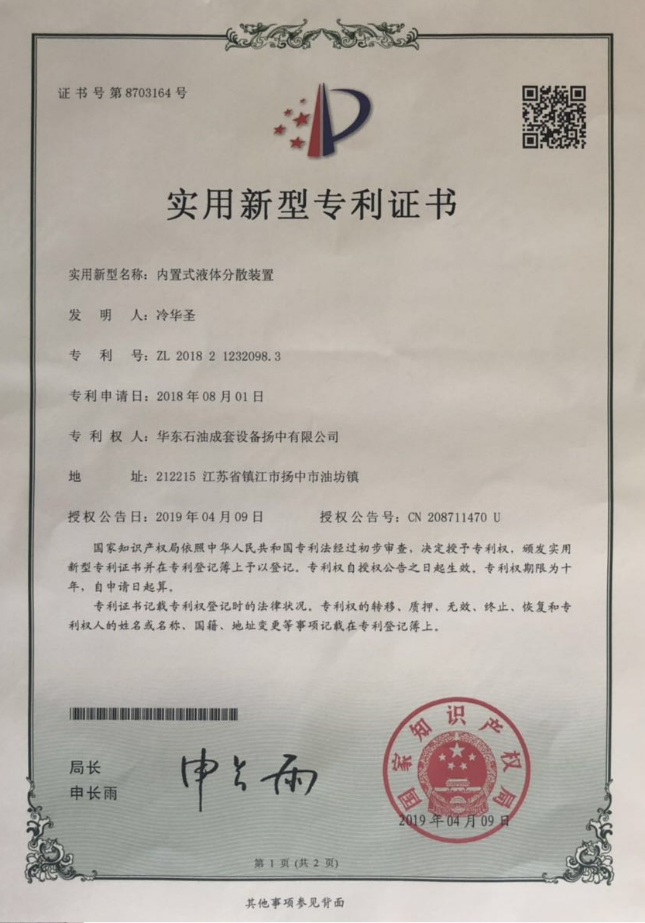 证书号第8703164号
实用新型专利证书
实用新型名称：内置式液体分散装置
发 明 人：冷华圣
专 利 号：ZL 2018 2 1232098.3
专利申请日：2018年08月01日
专 利 权 人：华东石油成套设备扬中有限公司
地 址：212215 江苏省镇江市扬中市油坊镇
授权公告日：2019年04月09日 授权公告号：CN 208711470 U
国家知识产权局依照中华人民共和国专利法经过初步审查，决定授予专利权，颁发实用
新型专利证书并在专利登记簿上予以登记。专利权自授权公告之日起生效。专利权期限为十
年，自申请日起算。
专利证书记载专利权登记时的法律状况。专利权的转移、质押、无效、终止、恢复和专
利权人的姓名或名称、国籍、地址变更等事项记载在专利登记簿上。
局长
申长雨
申长雨
国家知识产权局
2019年04月09日
第 1 页 (共 2 页)
其他事项参见背面